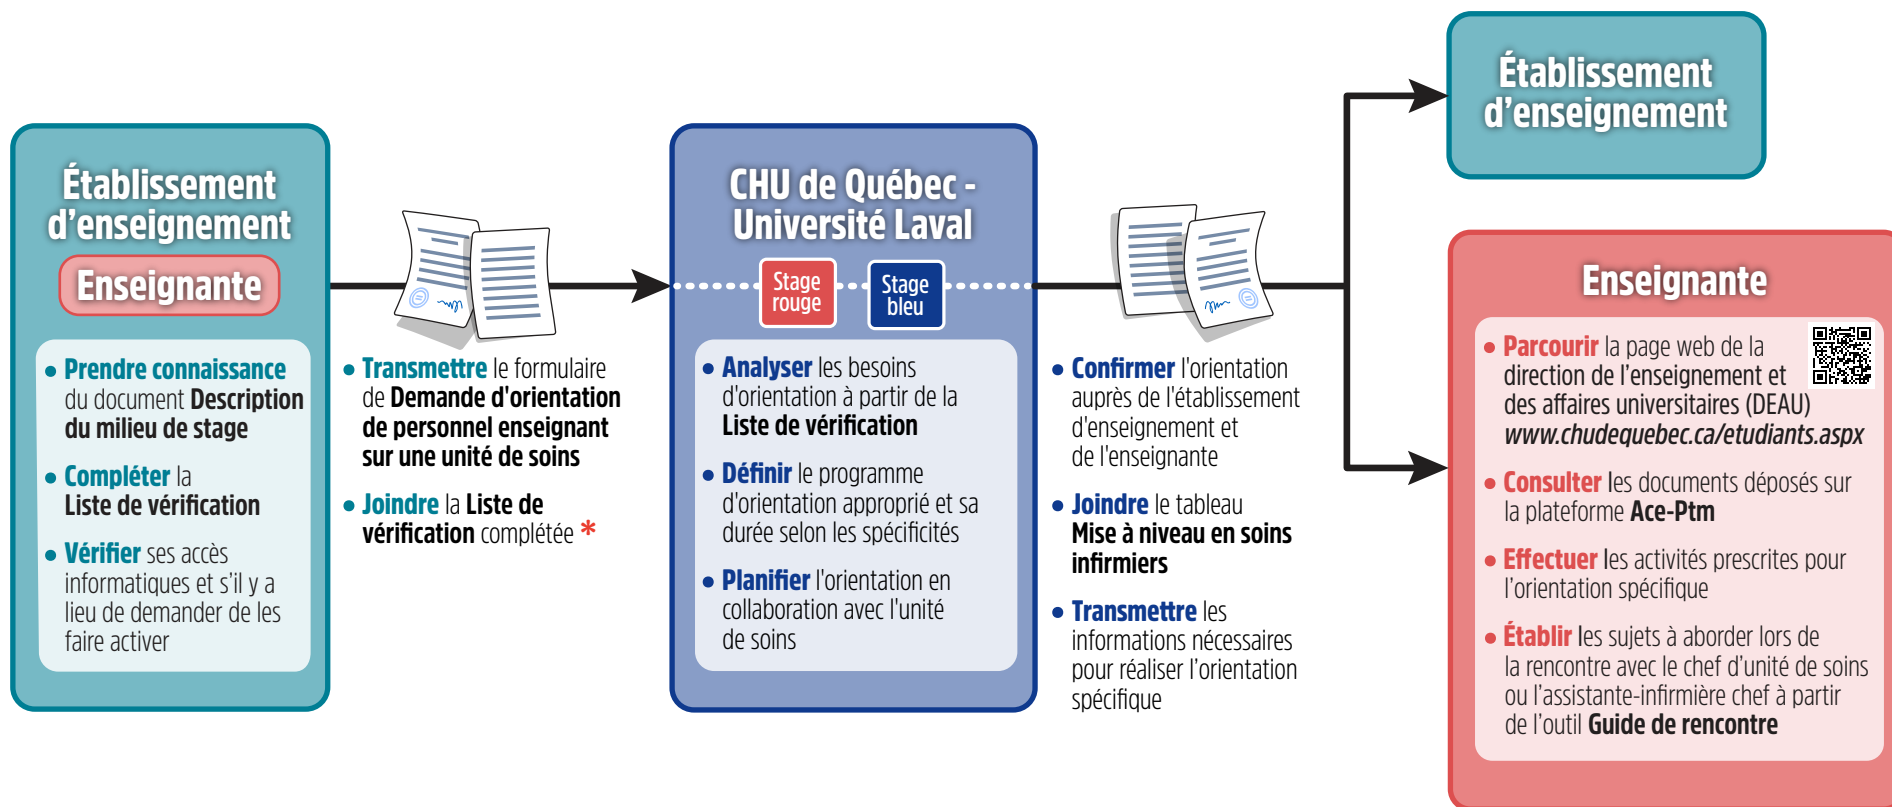 Établissement
d'enseignement
Enseignante
• Prendre connaissance
du document Description
du milieu de stage
• Compléter la
Liste de vérification
• Vérifier ses accès
informatiques et s'il y a
lieu de demander de les
faire activer
• Transmettre le formulaire
de Demande d'orientation
de personnel enseignant
sur une unité de soins
• Joindre la Liste de
vérification complétée *
CHU de Québec -
Université Laval
Stage
rouge
Stage
bleu
• Analyser les besoins
d'orientation à partir de la
Liste de vérification
• Définir le programme
d'orientation approprié et sa
durée selon les spécificités
• Planifier l'orientation en
collaboration avec l'unité
de soins
• Confirmer l'orientation
auprès de l'établissement
d'enseignement et
de l'enseignante
• Joindre le tableau
Mise à niveau en soins
infirmiers
• Transmettre les
informations nécessaires
pour réaliser l'orientation
spécifique
Établissement
d'enseignement
Enseignante
• Parcourir la page web de la
direction de l'enseignement et
des affaires universitaires (DEAU)
www.chudequebec.ca/etudiants.aspx
• Consulter les documents déposés sur
la plateforme Ace-Ptm
• Effectuer les activités prescrites pour
l'orientation spécifique
• Établir les sujets à aborder lors de
la rencontre avec le chef d'unité de soins
ou l'assistante-infirmière chef à partir
de l'outil Guide de rencontre